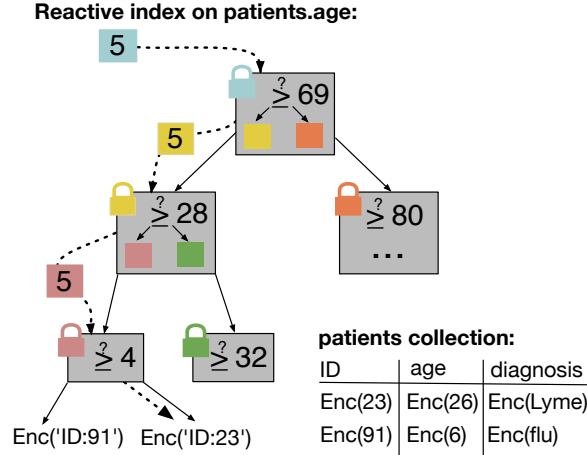 Reactive index on patients.age:
5
? ≥ 69
5
? ≥ 28
? ≥ 80
...
5
? ≥ 4
? ≥ 32
Enc('ID:91') Enc('ID:23')
patients collection:
ID age diagnosis
Enc(23) Enc(26) Enc(Lyme)
Enc(91) Enc(6) Enc(flu)